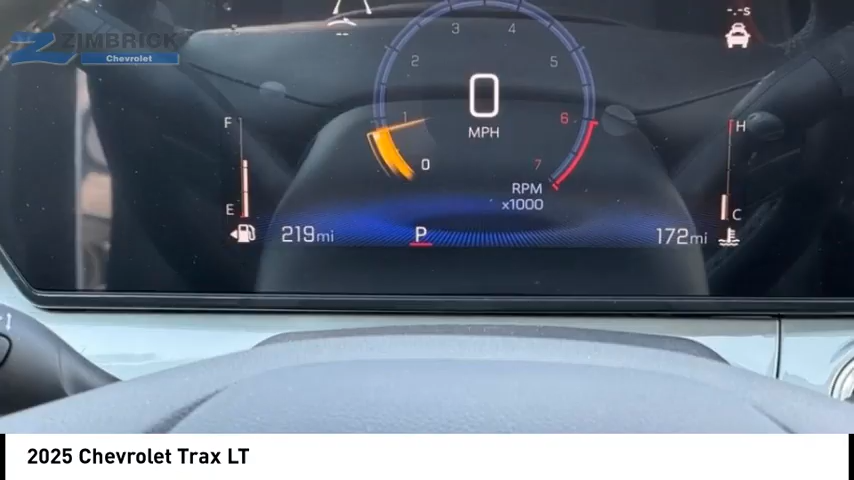 -.-s
--
ZIMBRICK
Chevrolet
3 4
2 5
0
1 6
MPH
F H
0 7
RPM
x1000
E C
219mi P 172mi
2025 Chevrolet Trax LT